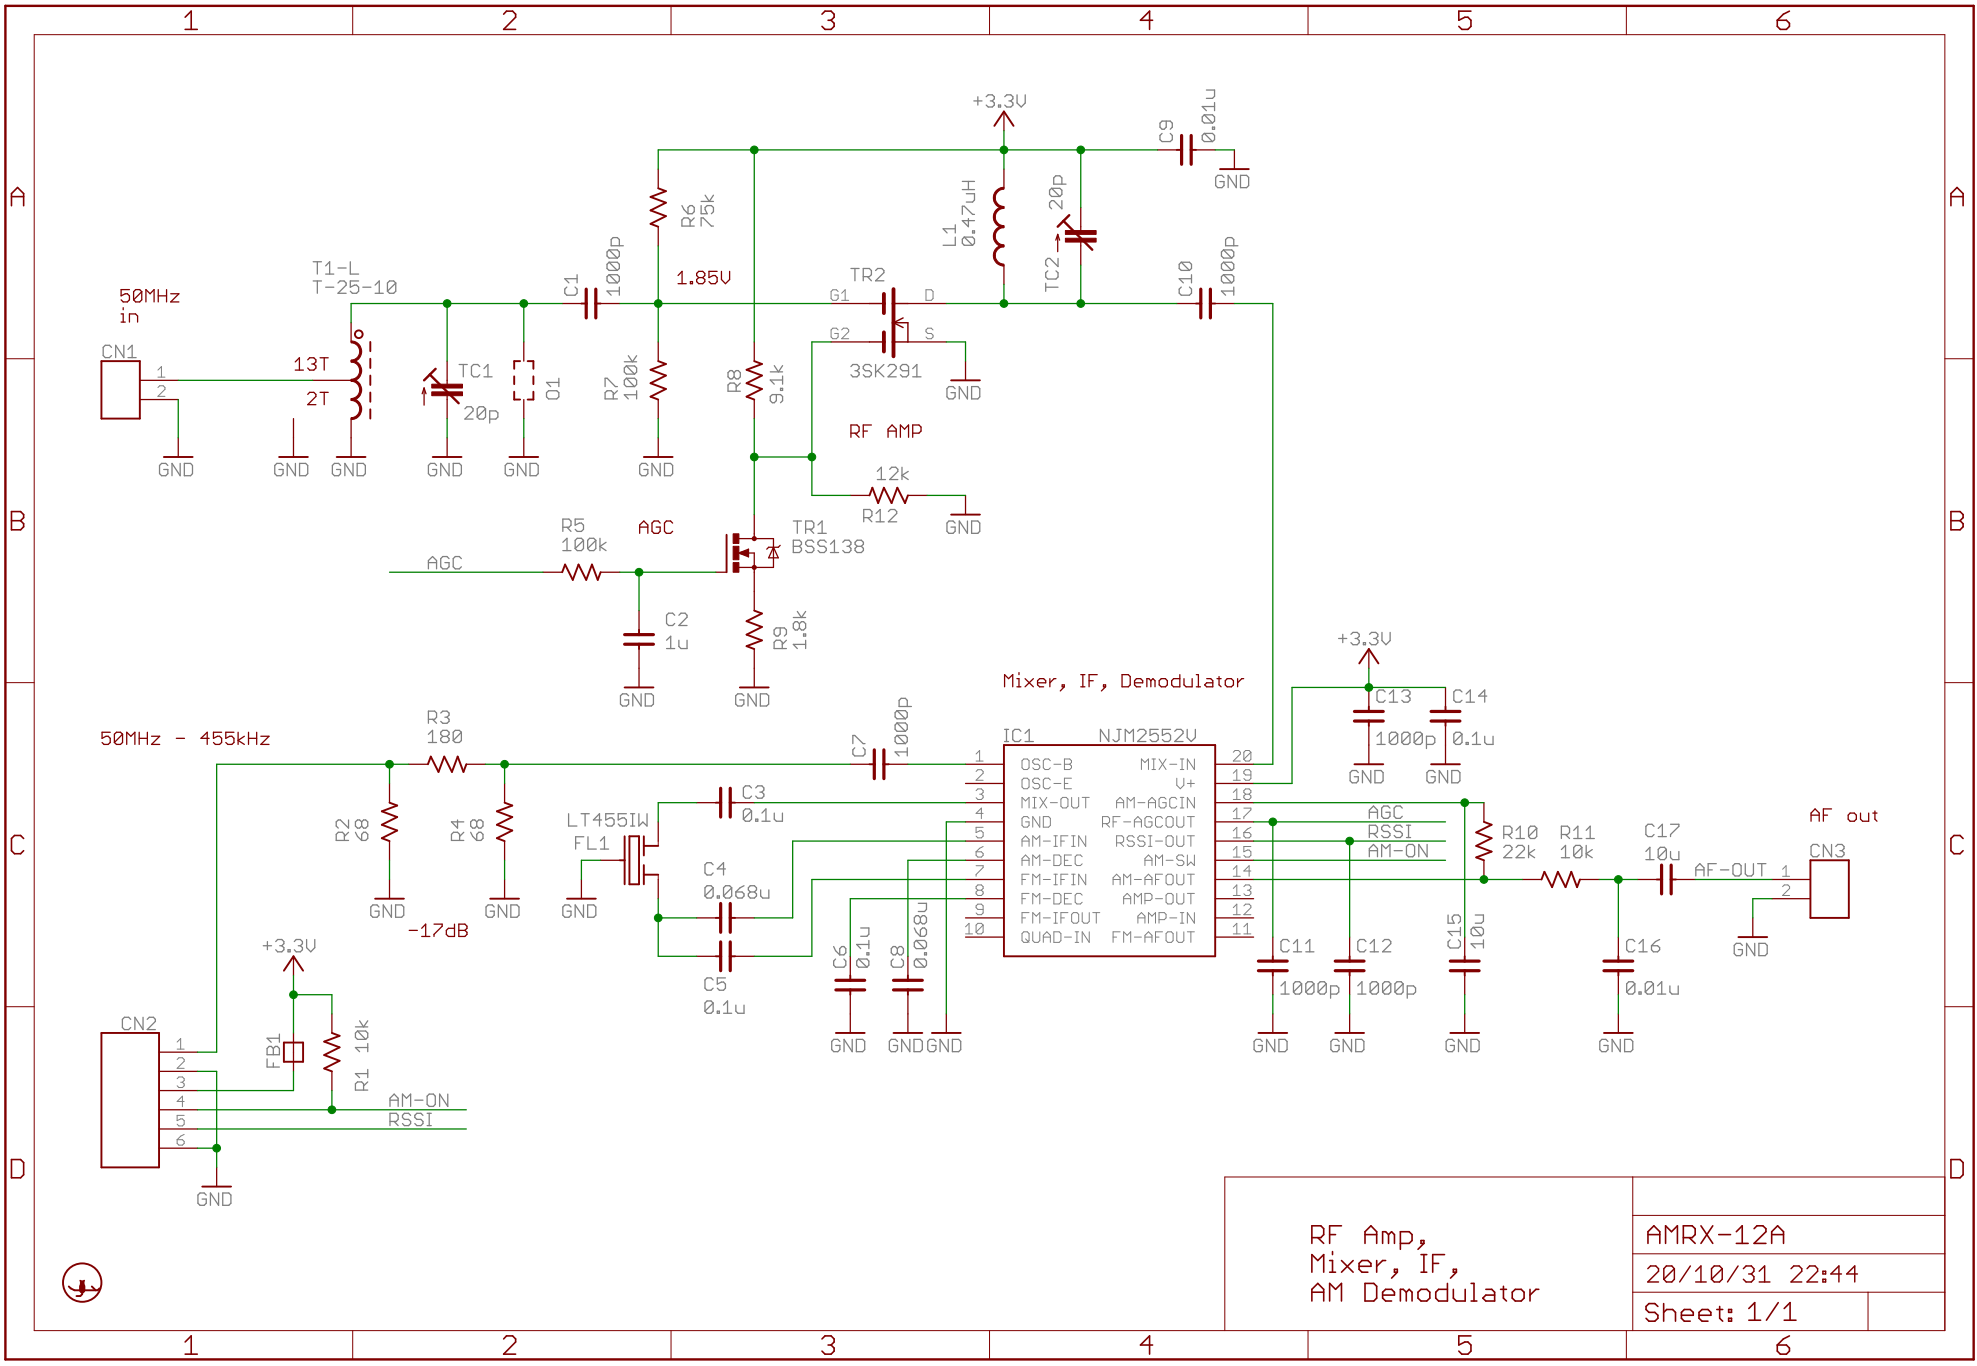 1 2 3 4 5 6
A
B
C
D
A
B
C
D
+3.3V
C9
0.01u
GND
R6
75k
L1
0.47uH
20p
TC2
C10
1000p
T1-L
T-25-10
C1
1000p
1.85V
TR2
G1
D
G2
S
3SK291
GND
50MHz
in
CN1
1
2
13T
2T
TC1
20p
01
R7
100k
R8
9.1k
RF AMP
GND
GND
GND
GND
GND
GND
12k
R12
GND
R5
100k
AGC
AGC
TR1
BSS138
C2
1u
R9
1.8k
GND
GND
+3.3V
Mixer, IF, Demodulator
C13
C14
1000p
0.1u
GND
GND
50MHz - 455kHz
R3
180
C7
1000p
R2
68
R4
68
GND
GND
-17dB
LT455IW
FL1
GND
C3
0.1u
C4
0.068u
C5
0.1u
C6
0.1u
C8
0.068u
GND
GND
GND
IC1
NJM2552V
1 OSC-B MIX-IN 20
2 OSC-E V+ 19
3 MIX-OUT AM-AGCIN 18
4 GND RF-AGCOUT 17
5 AM-IFIN RSSI-OUT 16
6 AM-DEC AM-SW 15
7 FM-IFIN AM-AFOUT 14
8 FM-DEC AMP-OUT 13
9 FM-IFOUT AMP-IN 12
10 QUAD-IN FM-AFOUT 11
AGC
RSSI
AM-ON
R10
22k
R11
10k
C17
10u
AF out
AF-OUT
CN3
1
2
GND
C11
1000p
C12
1000p
C15
10u
C16
0.01u
GND
GND
GND
GND
+3.3V
CN2
1
2
3
4
5
6
FB1
R1
10k
AM-ON
RSSI
GND
RF Amp,
Mixer, IF,
AM Demodulator
AMRX-12A
20/10/31 22:44
Sheet: 1/1
1 2 3 4 5 6